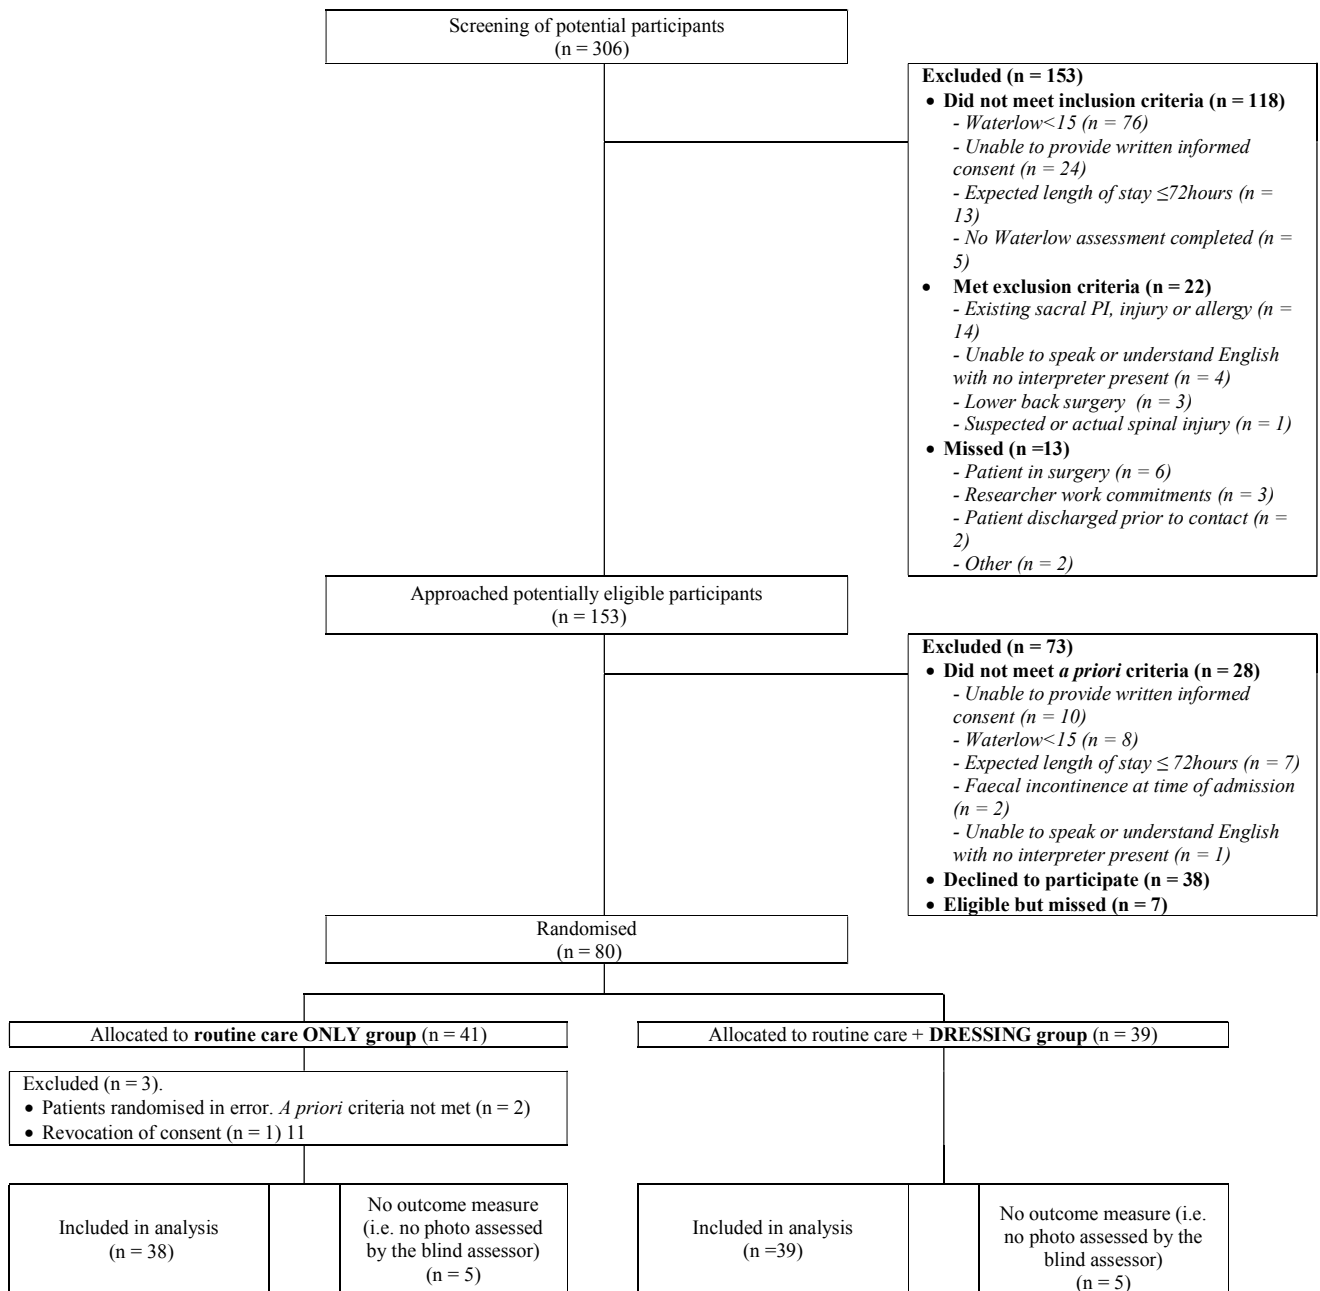 Screening of potential participants
(n = 306)
Excluded (n = 153)
• Did not meet inclusion criteria (n = 118)
- Waterlow<15 (n = 76)
- Unable to provide written informed
consent (n = 24)
- Expected length of stay ≤72hours (n =
13)
- No Waterlow assessment completed (n =
5)
• Met exclusion criteria (n = 22)
- Existing sacral PI, injury or allergy (n =
14)
- Unable to speak or understand English
with no interpreter present (n = 4)
- Lower back surgery (n = 3)
- Suspected or actual spinal injury (n = 1)
• Missed (n =13)
- Patient in surgery (n = 6)
- Researcher work commitments (n = 3)
- Patient discharged prior to contact (n =
2)
- Other (n = 2)
Approached potentially eligible participants
(n = 153)
Excluded (n = 73)
• Did not meet a priori criteria (n = 28)
- Unable to provide written informed
consent (n = 10)
- Waterlow<15 (n = 8)
- Expected length of stay ≤ 72hours (n = 7)
- Faecal incontinence at time of admission
(n = 2)
- Unable to speak or understand English
with no interpreter present (n = 1)
• Declined to participate (n = 38)
• Eligible but missed (n = 7)
Randomised
(n = 80)
Allocated to routine care ONLY group (n = 41)
Allocated to routine care + DRESSING group (n = 39)
Excluded (n = 3).
• Patients randomised in error. A priori criteria not met (n = 2)
• Revocation of consent (n = 1) 11
Included in analysis
(n = 38)
No outcome measure
(i.e. no photo assessed
by the blind assessor)
(n = 5)
Included in analysis
(n =39)
No outcome measure (i.e.
no photo assessed by the
blind assessor)
(n = 5)